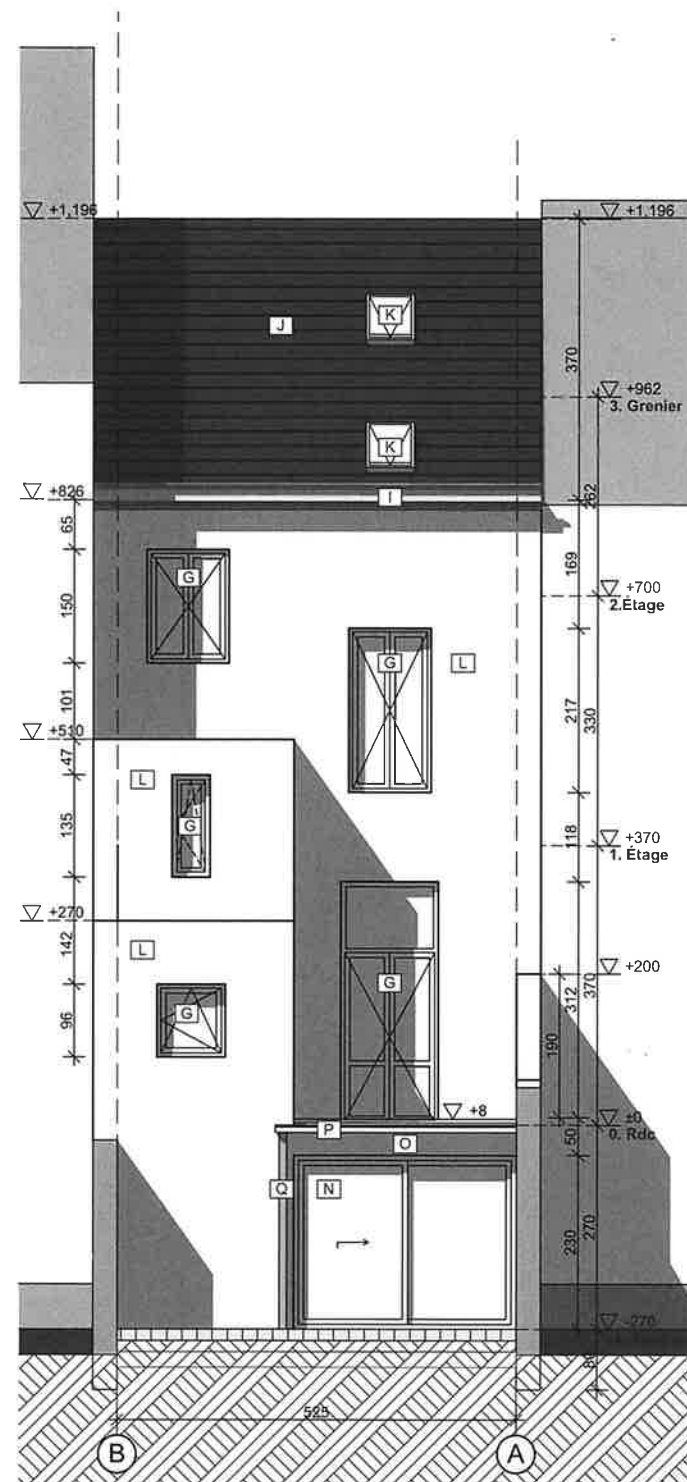 +1,196
+1,196
K
J
370
+962
3. Grenier
K
+826
I
262
65
169
G
+700
2.Étage
150
G
L
101
217
330
+510
47
L
135
G
118
+370
1. Étage
+270
142
L
G
+200
G
312
370
96
190
+8
±0
0. Rdc
P
O
50
Q
N
230
270
-270
80
525
B
A